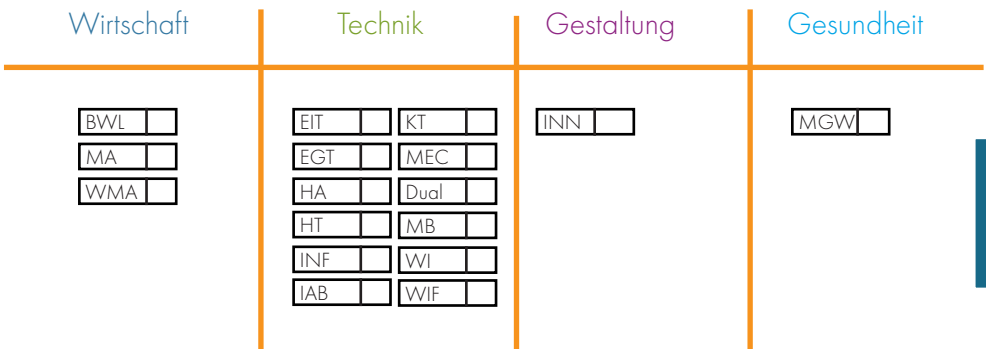 Wirtschaft Technik Gestaltung Gesundheit
BWL EIT KT INN MGW
MA EGT MEC
WMA HA Dual
HT MB
INF WI
IAB WIF